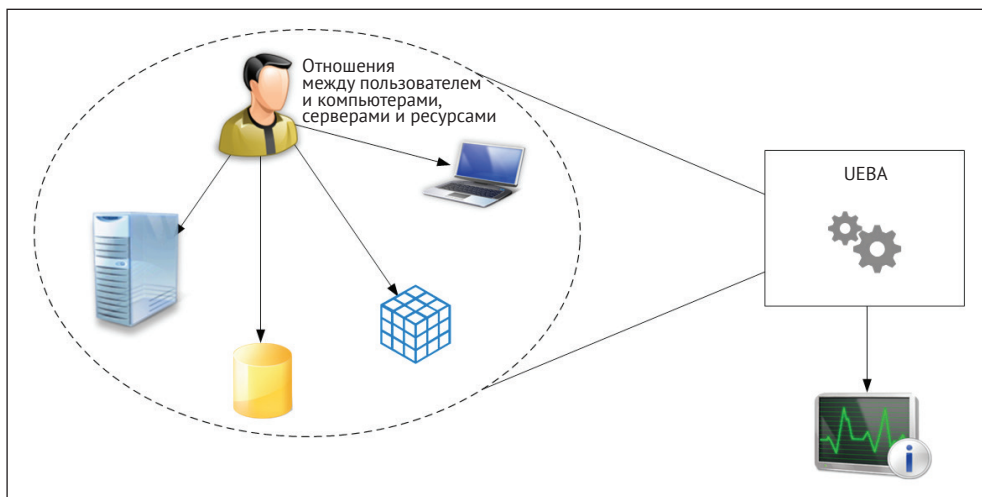 Отношения
между пользователем
и компьютерами,
серверами и ресурсами
UEBA
i